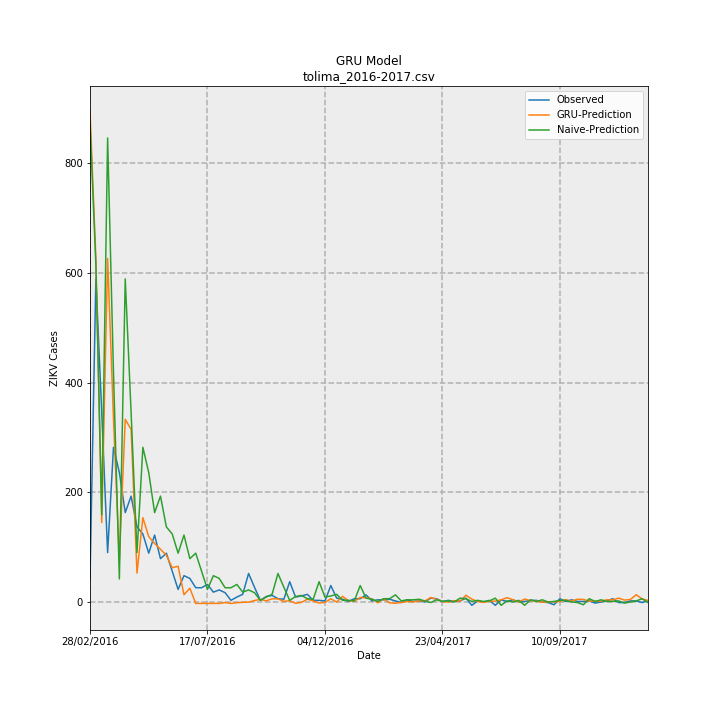 GRU Model
tolima_2016-2017.csv
Observed
GRU-Prediction
Naive-Prediction
800
600
400
200
0
ZIKV Cases
28/02/2016
17/07/2016
04/12/2016
23/04/2017
10/09/2017
Date